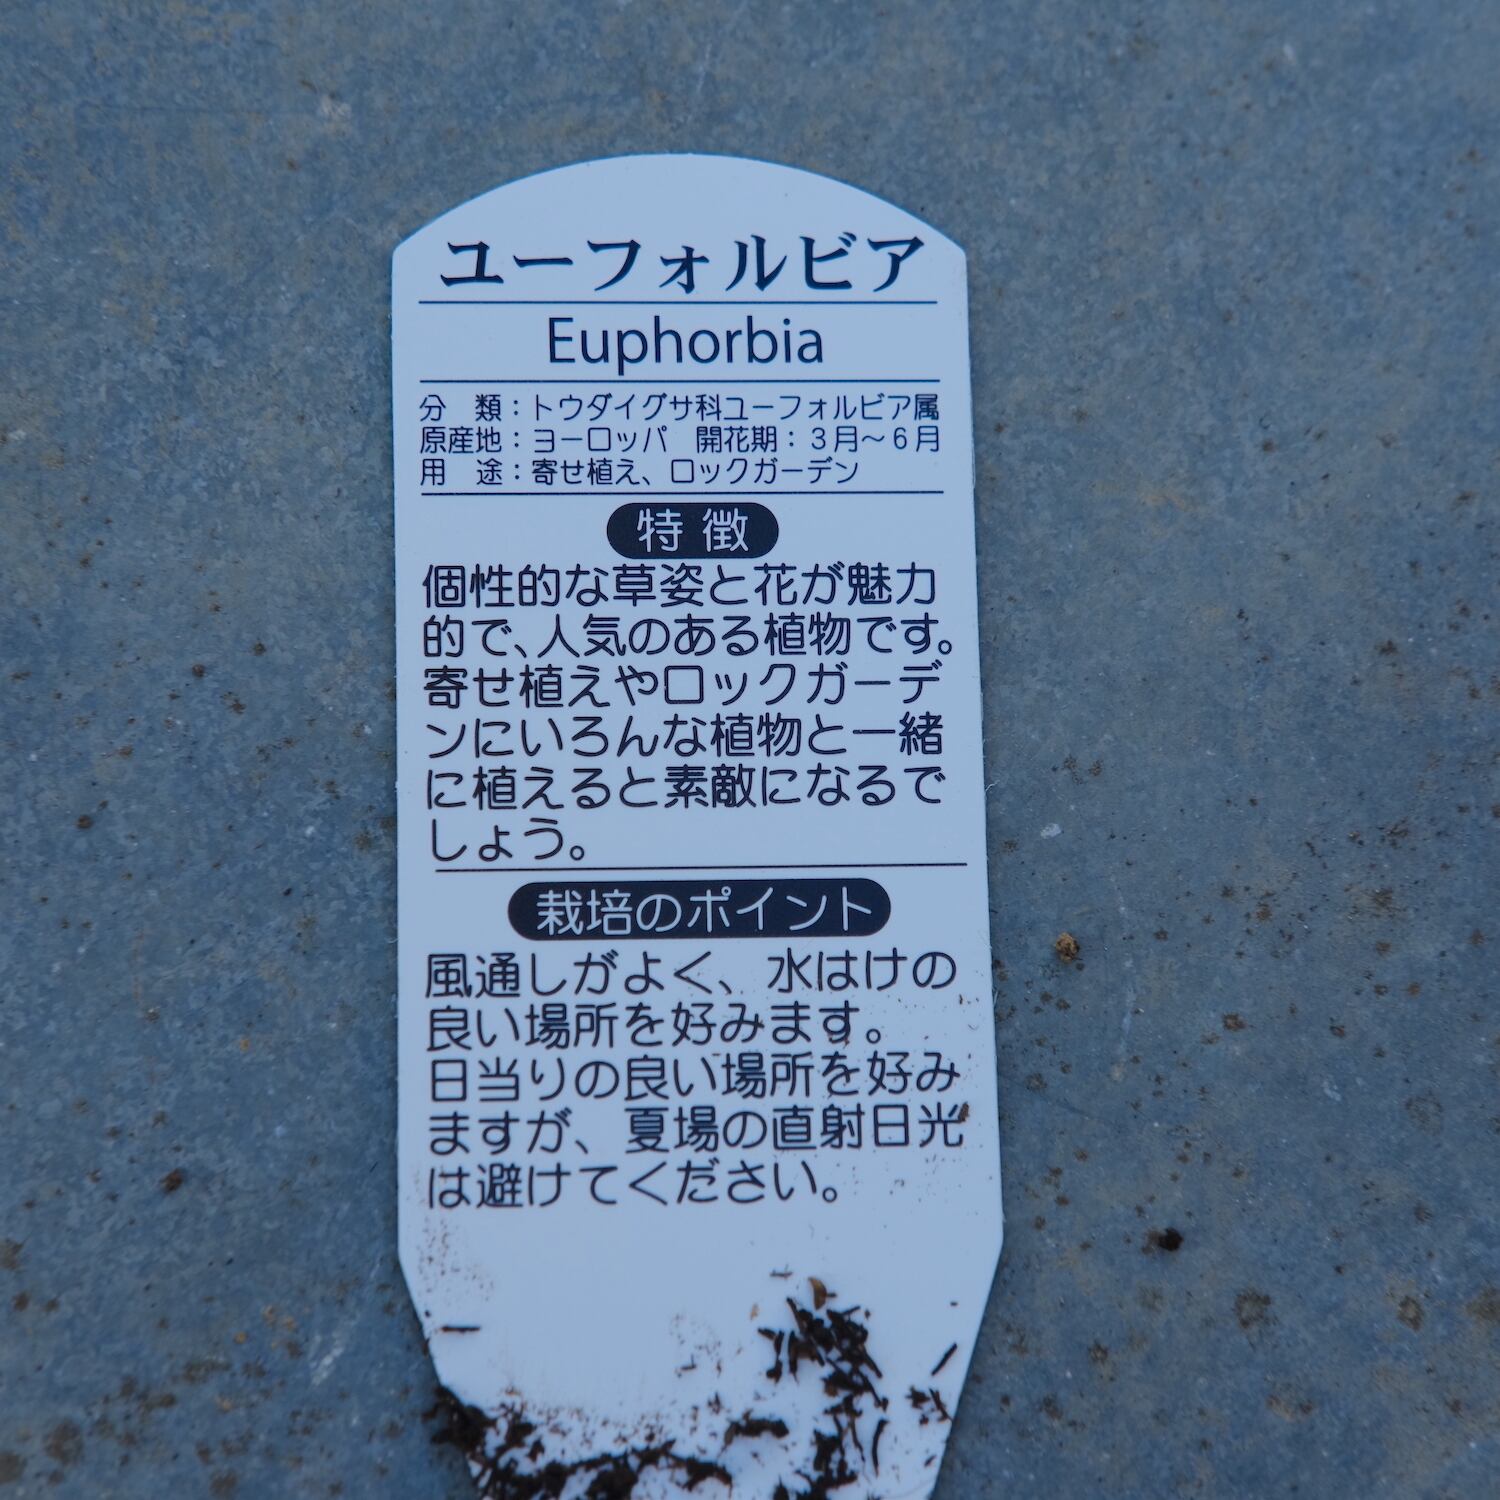 ユーフォルビア
Euphorbia
分　類：トウダイグサ科ユーフォルビア属
原産地：ヨーロッパ　開花期：３月～６月
用　途：寄せ植え、ロックガーデン
特 徴
個性的な草姿と花が魅力
的で、人気のある植物です。
寄せ植えやロックガーデ
ンにいろんな植物と一緒
に植えると素敵になるで
しょう。
栽培のポイント
風通しがよく、水はけの
良い場所を好みます。
日当りの良い場所を好み
ますが、夏場の直射日光
は避けてください。